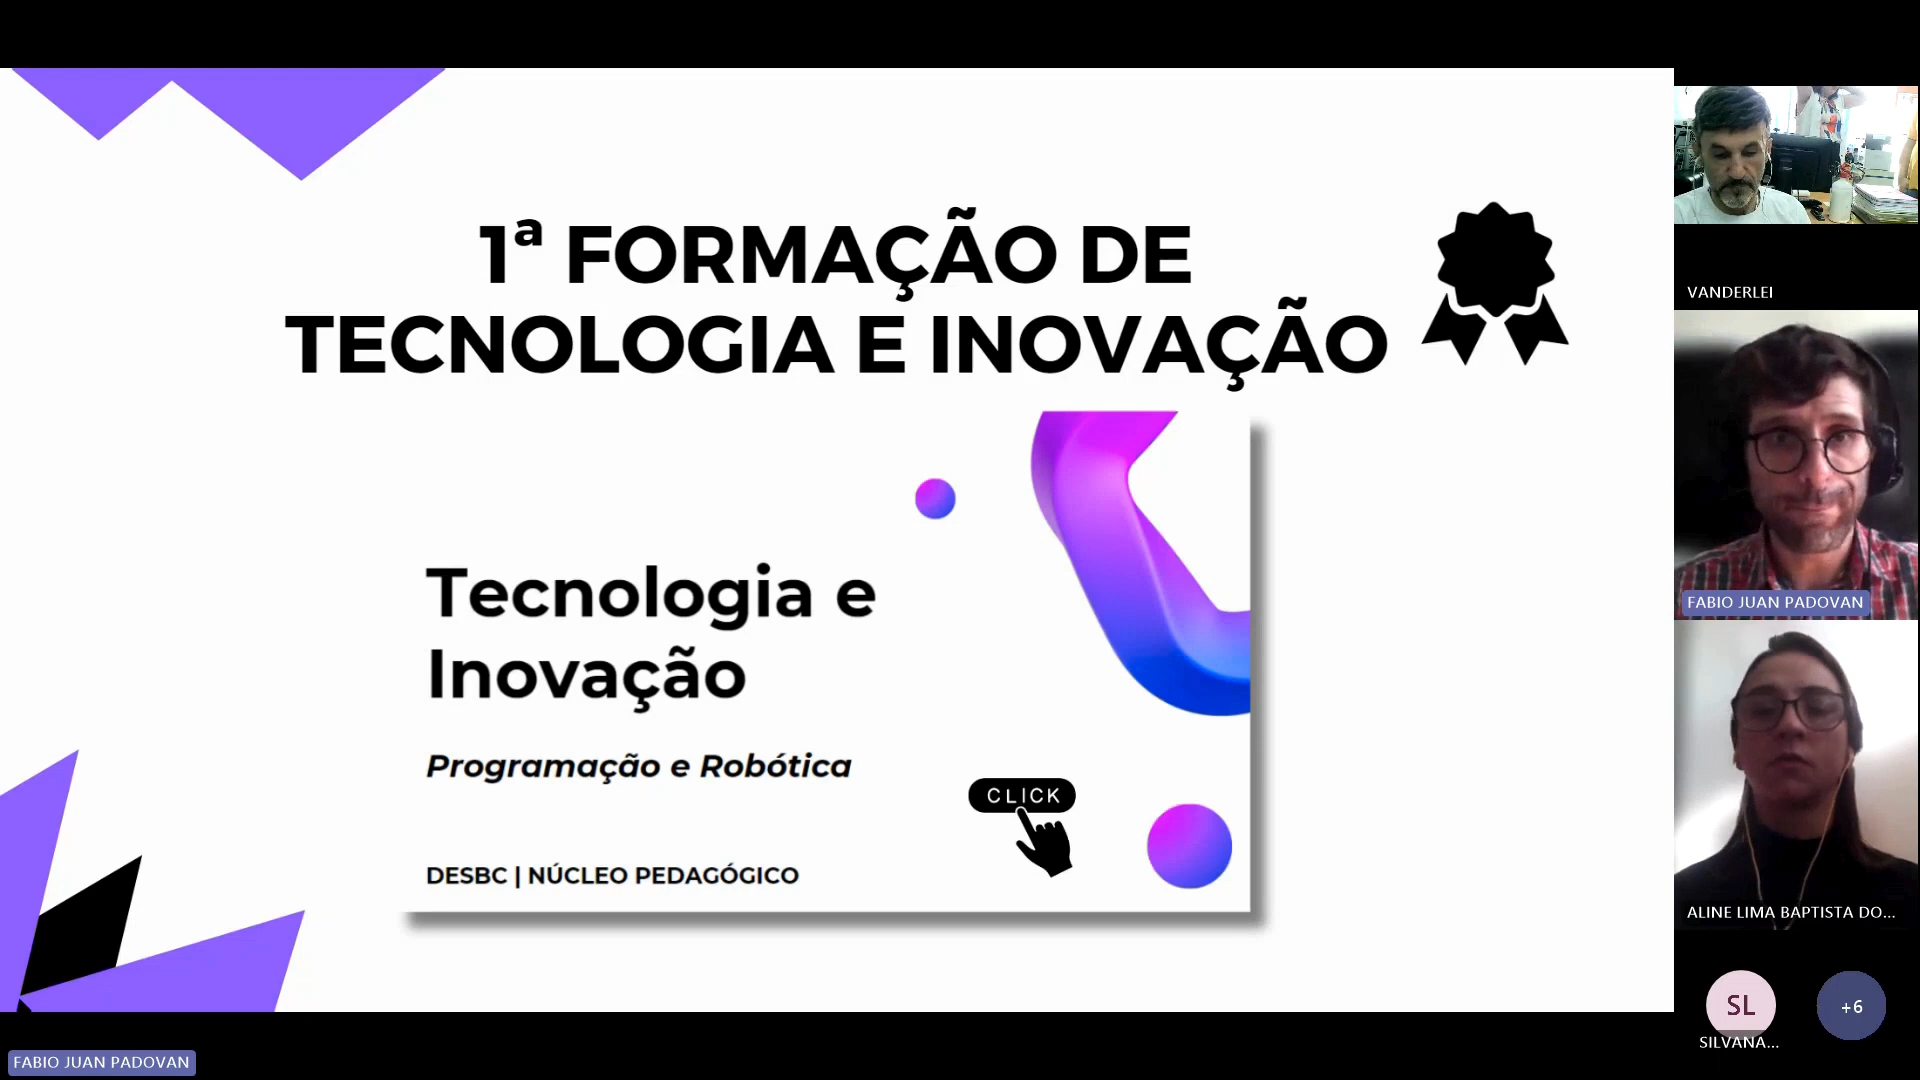 1ª FORMAÇÃO DE
TECNOLOGIA E INOVAÇÃO
Tecnologia e
Inovação
Programação e Robótica
CLICK
DESBC | NÚCLEO PEDAGÓGICO
VANDERLEI
FABIO JUAN PADOVAN
ALINE LIMA BAPTISTA DO...
SL
+6
SILVANA...
FABIO JUAN PADOVAN